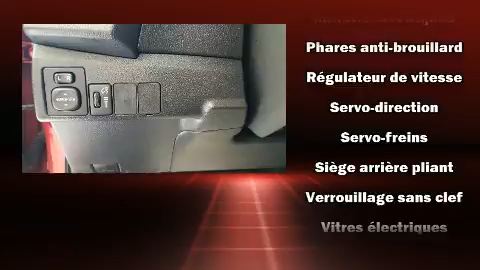 Phares anti-brouillard
Régulateur de vitesse
Servo-direction
Servo-freins
Siège arrière pliant
Verrouillage sans clef
Vitres électriques